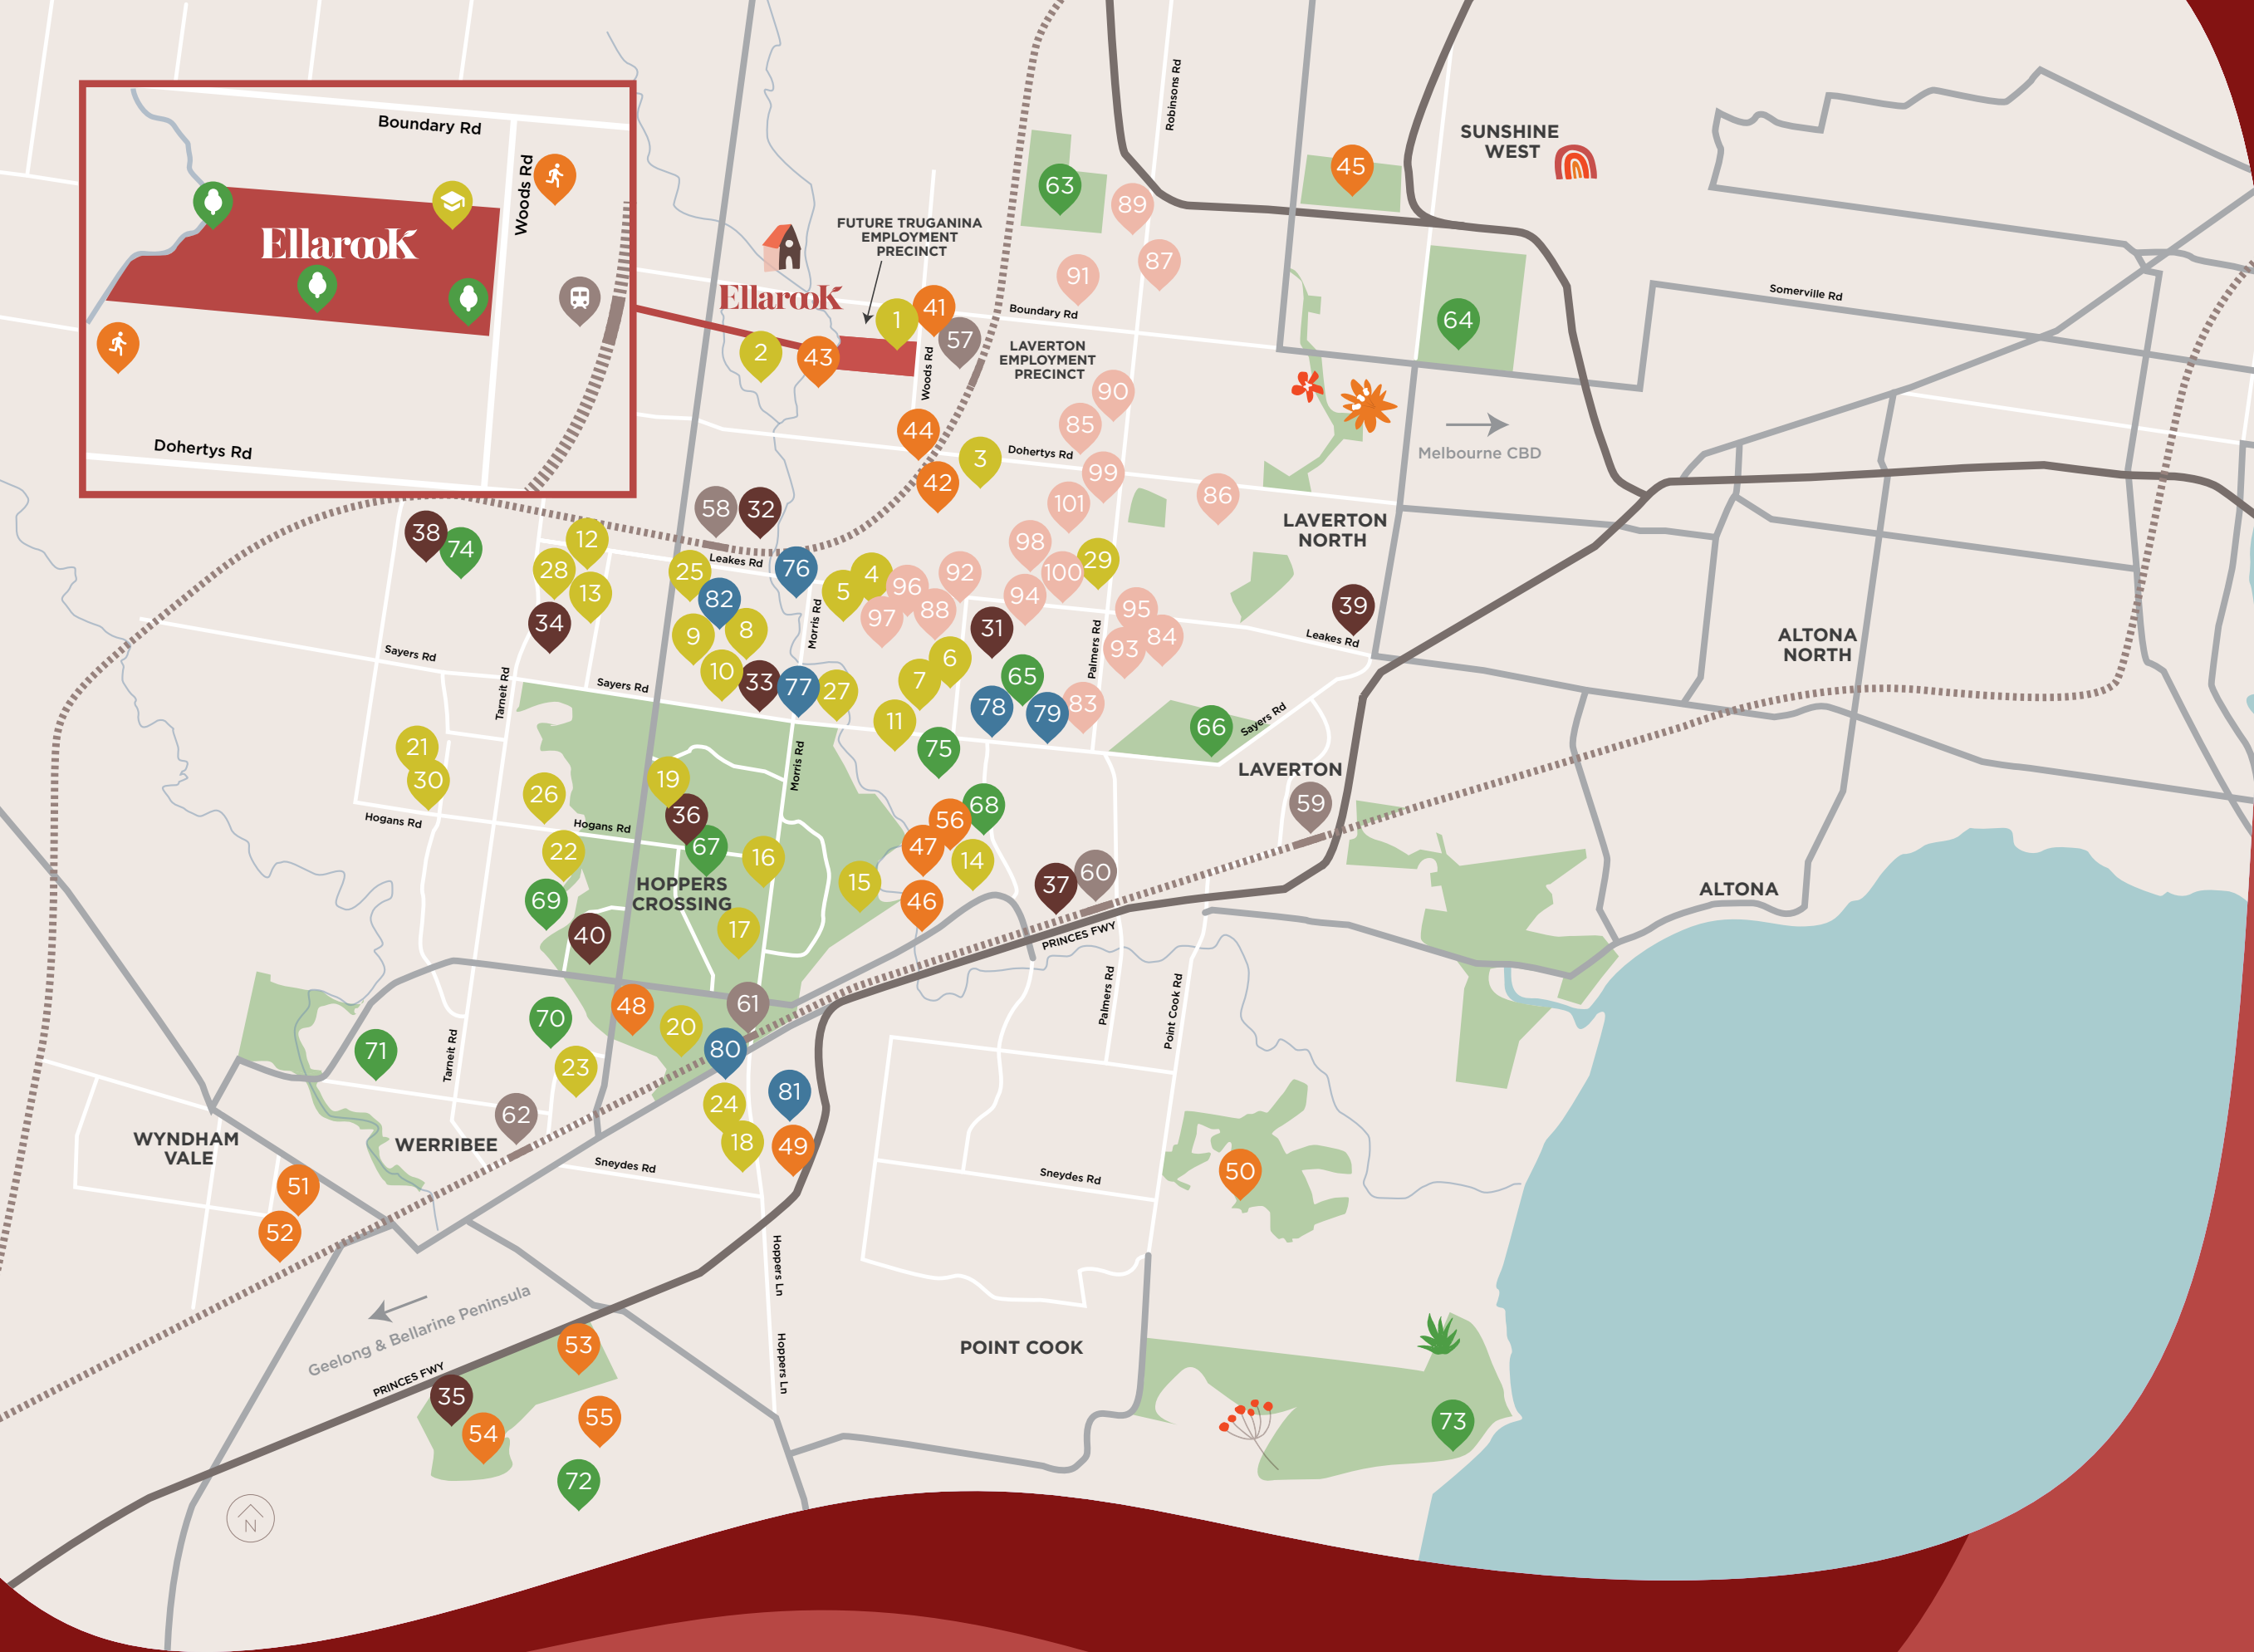 Boundary Rd
Woods Rd
EllarooK
Dohertys Rd
Robinsons Rd
SUNSHINE
WEST
45
63
89
87
91
FUTURE TRUGANINA
EMPLOYMENT
PRECINCT
EllarooK
1
41
57
2
43
Woods Rd
Boundary Rd
LAVERTON
EMPLOYMENT
PRECINCT
64
Somerville Rd
90
85
44
3
Dohertys Rd
42
99
101
86
Melbourne CBD
LAVERTON
NORTH
38
74
12
28
13
34
58
32
Leakes Rd
25
82
76
5
4
96
92
97
88
98
100
29
94
95
84
93
31
39
Leakes Rd
ALTONA
NORTH
9
8
10
33
77
27
Morris Rd
6
7
11
65
78
79
83
Palmers Rd
Sayers Rd
Tarneit Rd
Sayers Rd
75
66
Sayers Rd
LAVERTON
59
21
30
26
19
36
67
Morris Rd
Hogans Rd
Hogans Rd
22
16
HOPPERS
CROSSING
69
40
17
15
56
68
47
14
46
37
60
PRINCES FWY
ALTONA
Palmers Rd
Point Cook Rd
61
48
20
80
70
23
71
Tarneit Rd
62
24
81
18
49
WYNDHAM
VALE
WERRIBEE
Sneydes Rd
Sneydes Rd
50
51
52
Hoppers Ln
Geelong & Bellarine Peninsula
PRINCES FWY
53
35
54
55
72
Hoppers Ln
POINT COOK
73
N